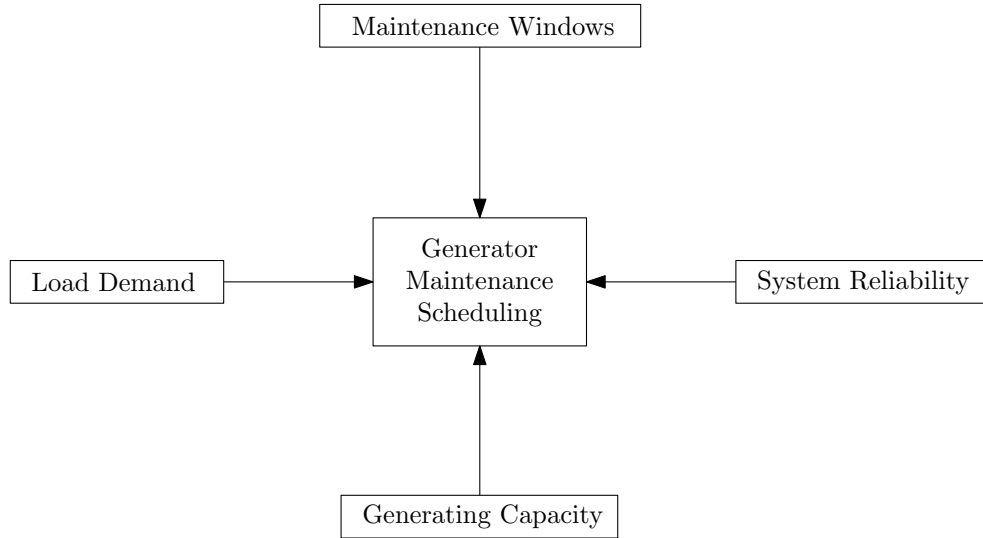 Maintenance Windows
Generator
Maintenance
Scheduling
Load Demand
System Reliability
Generating Capacity